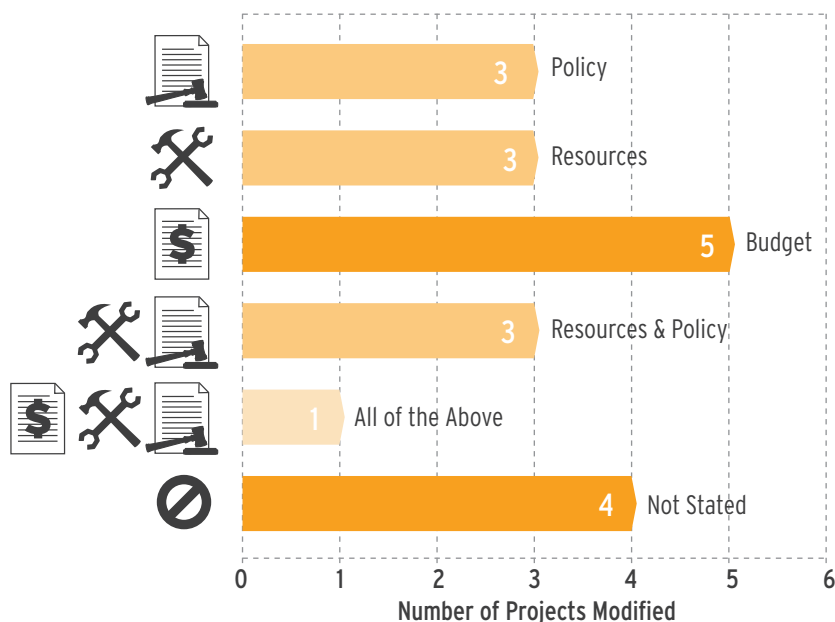 3 Policy
3 Resources
$ 5 Budget
3 Resources & Policy
$ 1 All of the Above
4 Not Stated
0 1 2 3 4 5 6
Number of Projects Modified